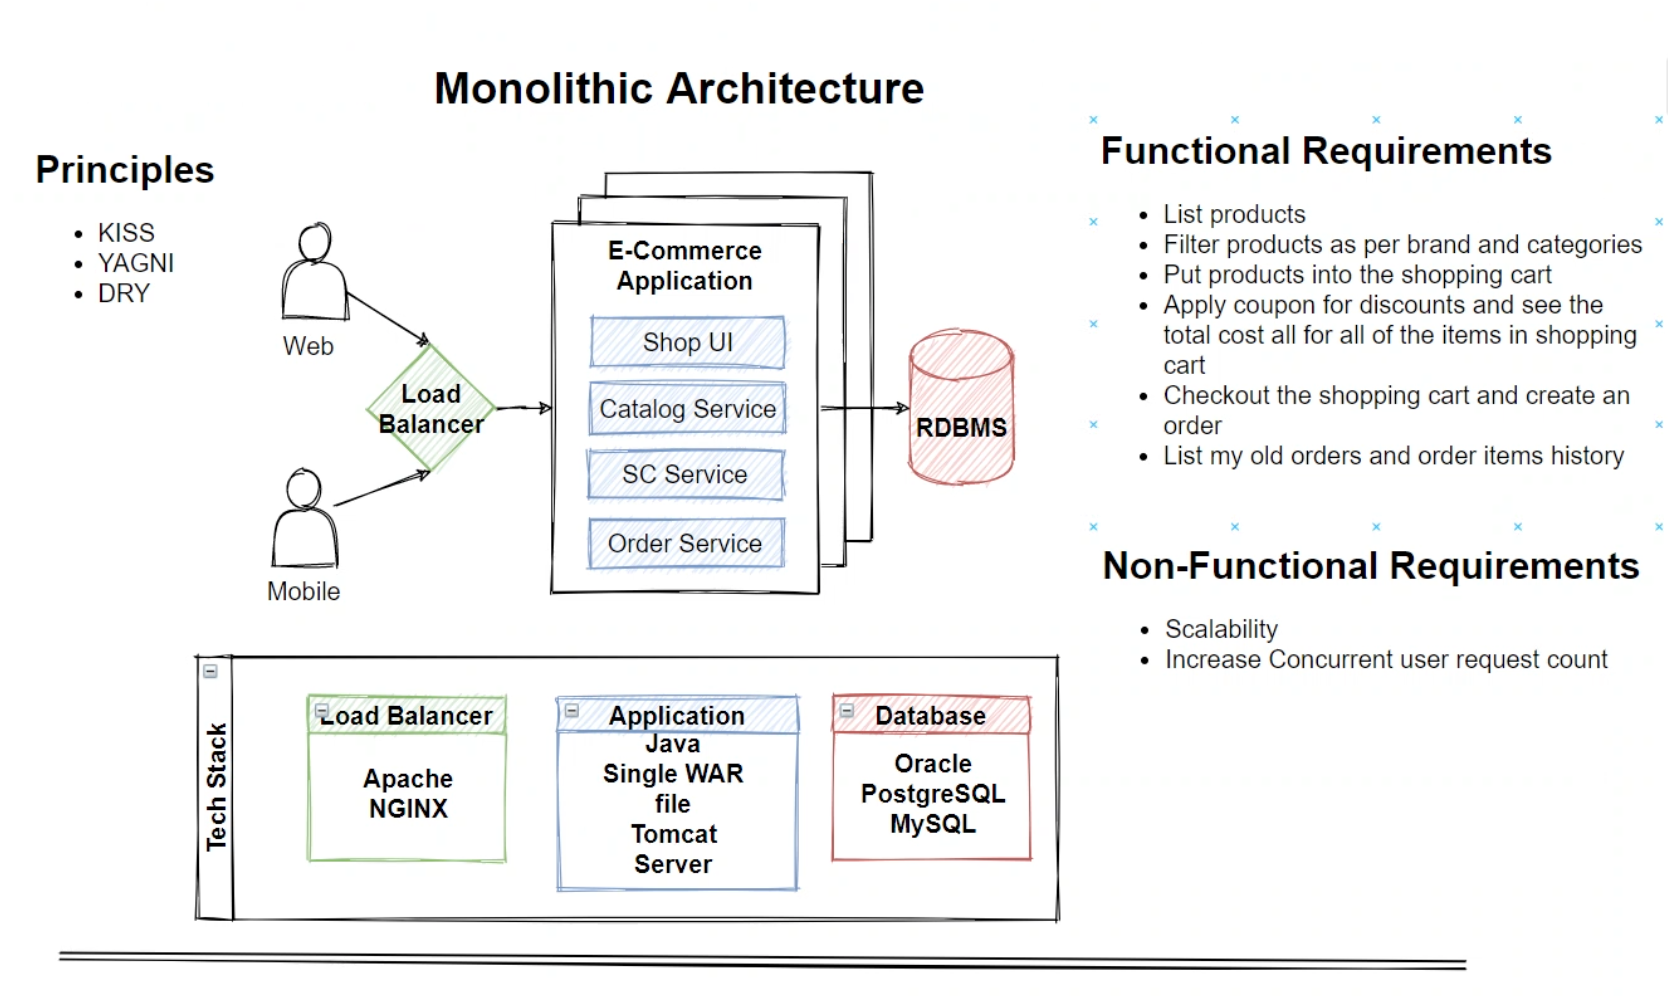 Monolithic Architecture
Principles
KISS
YAGNI
DRY
Web
Mobile
Load
Balancer
E-Commerce
Application
Shop UI
Catalog Service
SC Service
Order Service
RDBMS
Functional Requirements
List products
Filter products as per brand and categories
Put products into the shopping cart
Apply coupon for discounts and see the
total cost all for all of the items in shopping
cart
Checkout the shopping cart and create an
order
List my old orders and order items history
Non-Functional Requirements
Scalability
Increase Concurrent user request count
Tech Stack
Load Balancer
Apache
NGINX
Application
Java
Single WAR
file
Tomcat
Server
Database
Oracle
PostgreSQL
MySQL